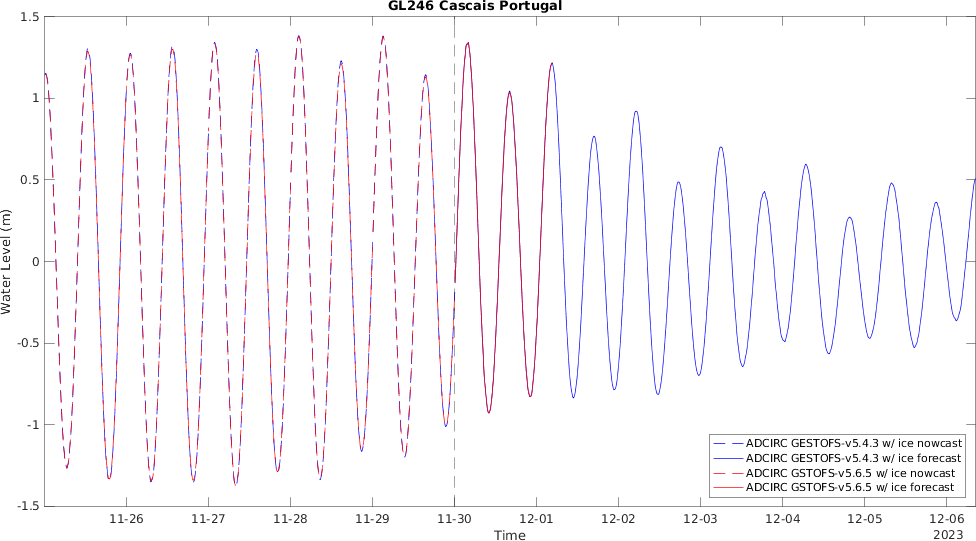 GL246 Cascais Portugal
1.5
1
0.5
0
-0.5
-1
-1.5
Water Level (m)
11-26 11-27 11-28 11-29 11-30 12-01 12-02 12-03 12-04 12-05 12-06
Time
2023
ADCIRC GESTOFS-v5.4.3 w/ ice nowcast
ADCIRC GESTOFS-v5.4.3 w/ ice forecast
ADCIRC GSTOFS-v5.6.5 w/ ice nowcast
ADCIRC GSTOFS-v5.6.5 w/ ice forecast